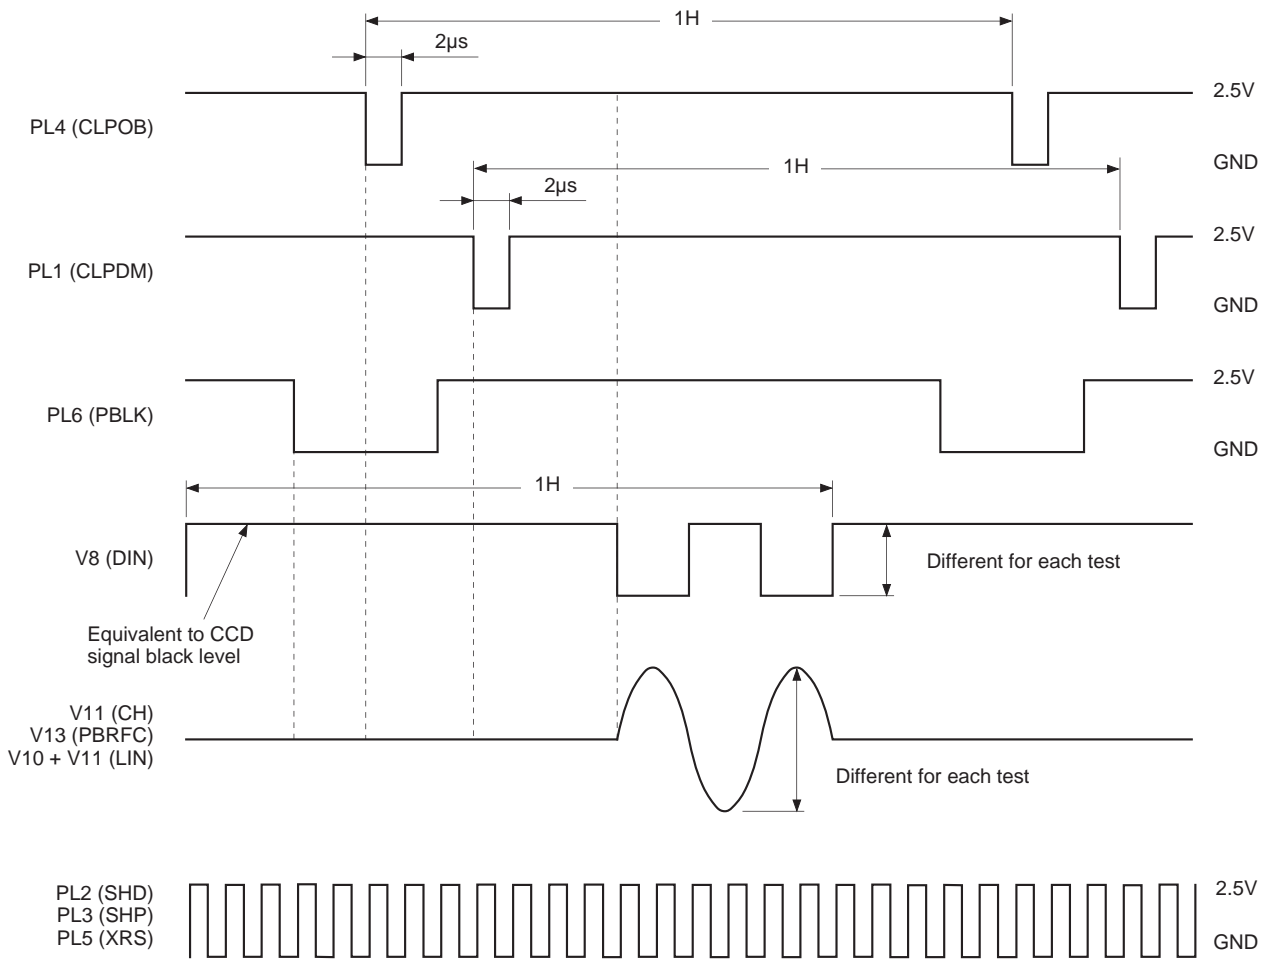 1H
2μs
2.5V
PL4 (CLPOB)
GND
1H
2μs
2.5V
PL1 (CLPDM)
GND
2.5V
PL6 (PBLK)
GND
1H
V8 (DIN)
Different for each test
Equivalent to CCD
signal black level
V11 (CH)
V13 (PBRFC)
V10 + V11 (LIN)
Different for each test
PL2 (SHD)
PL3 (SHP)
PL5 (XRS)
2.5V
GND